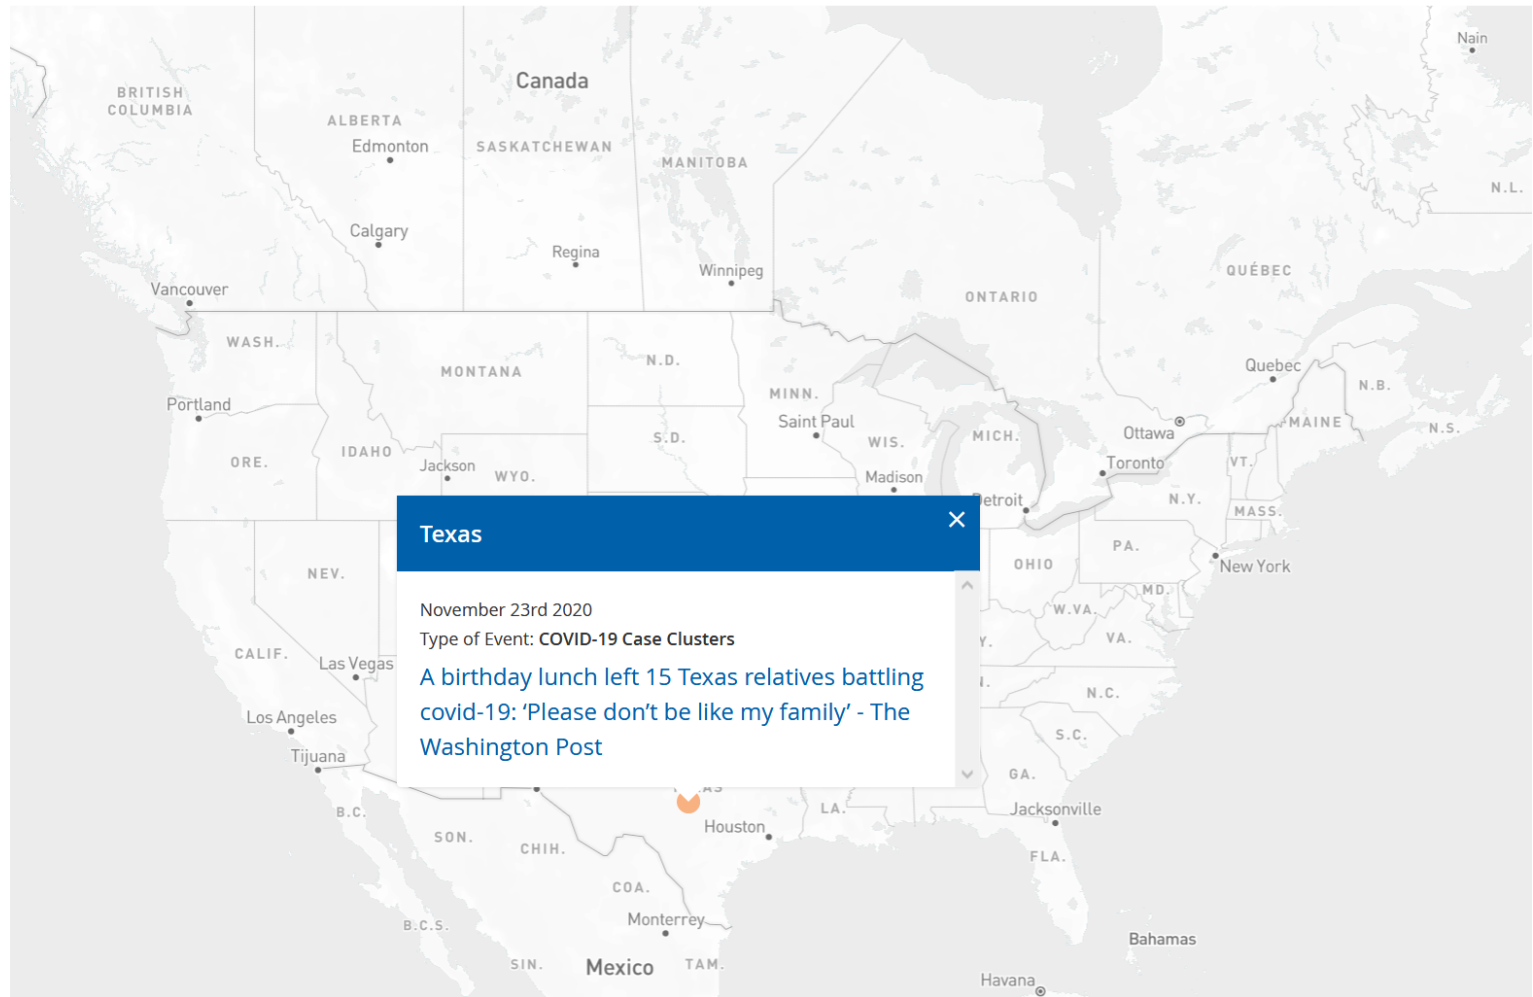 Nain
Canada
BRITISH
COLUMBIA
ALBERTA
Edmonton
SASKATCHEWAN
MANITOBA
N.L.
Calgary
Regina
Winnipeg
QUÉBEC
Vancouver
ONTARIO
WASH.
N.D.
MONTANA
Quebec
N.B.
MINN.
Portland
Saint Paul
MAINE
N.S.
Ottawa
MICH.
S.D.
WIS.
IDAHO
ORE.
Jackson
WYO.
Toronto
VT.
Madison
Detroit
N.Y.
MASS.
Texas
PA.
OHIO
New York
NEV.
MD.
November 23rd 2020
W.VA.
Type of Event: COVID-19 Case Clusters
VA.
CALIF.
Las Vegas
A birthday lunch left 15 Texas relatives battling
covid-19: ‘Please don’t be like my family’ - The
Washington Post
N.C.
Los Angeles
S.C.
Tijuana
GA.
B.C.
LA.
Jacksonville
Houston
SON.
CHIH.
FLA.
COA.
Monterrey
B.C.S.
Bahamas
SIN.
Mexico
TAM.
Havana